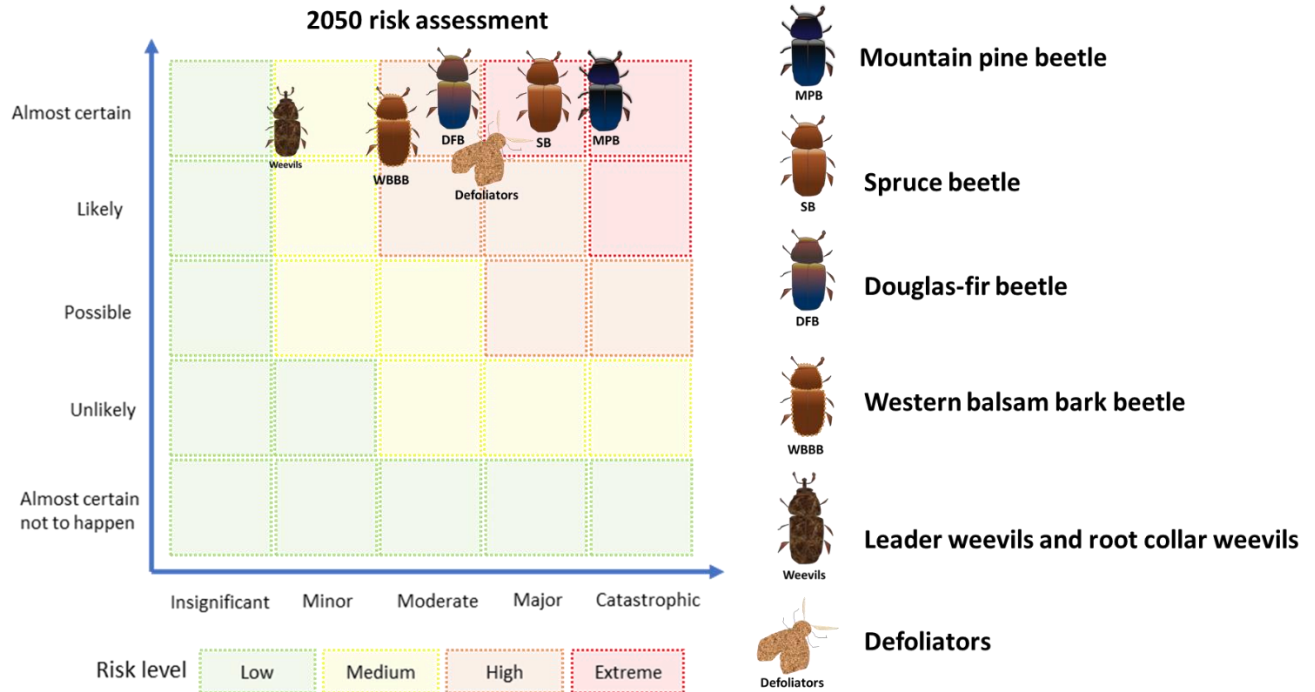 2050 risk assessment
Almost certain
Likely
Possible
Unlikely
Almost certain
not to happen
Weevils
WBBB
DFB
Defoliators
SB
MPB
Insignificant
Minor
Moderate
Major
Catastrophic
Risk level
Low
Medium
High
Extreme
MPB
Mountain pine beetle
SB
Spruce beetle
DFB
Douglas-fir beetle
WBBB
Western balsam bark beetle
Weevils
Leader weevils and root collar weevils
Defoliators
Defoliators